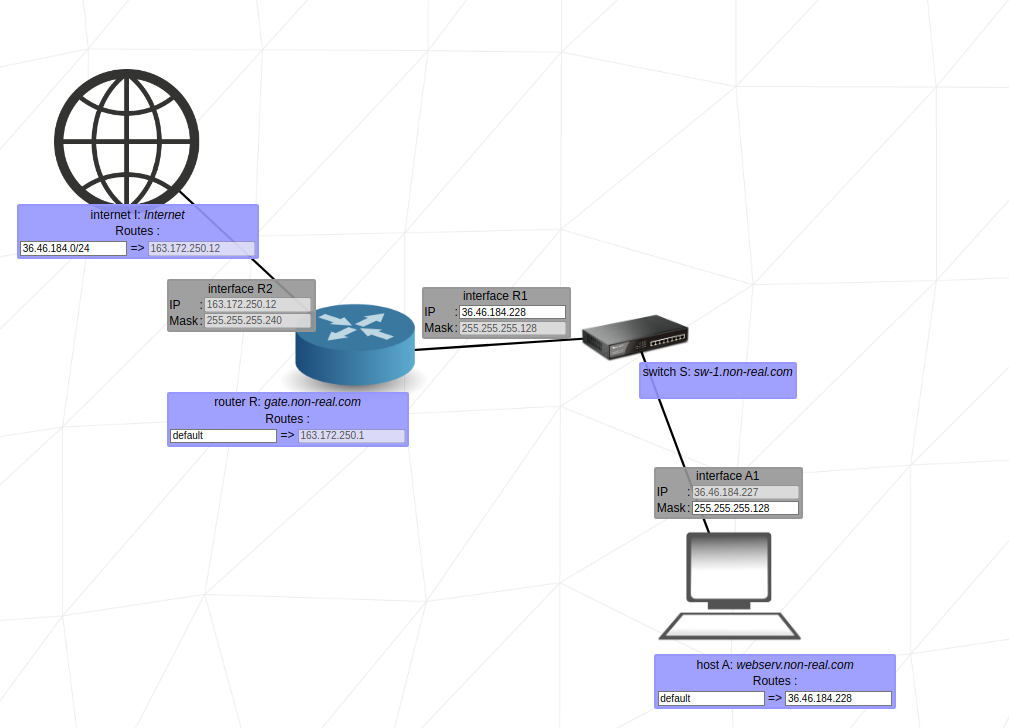 internet I: Internet
Routes :
36.46.184.0/24 => 163.172.250.12
interface R2
IP : 163.172.250.12
Mask : 255.255.255.240
interface R1
IP : 36.46.184.228
Mask : 255.255.255.128
router R: gate.non-real.com
Routes :
default => 163.172.250.1
switch S: sw-1.non-real.com
interface A1
IP : 36.46.184.227
Mask : 255.255.255.128
host A: webserv.non-real.com
Routes :
default => 36.46.184.228